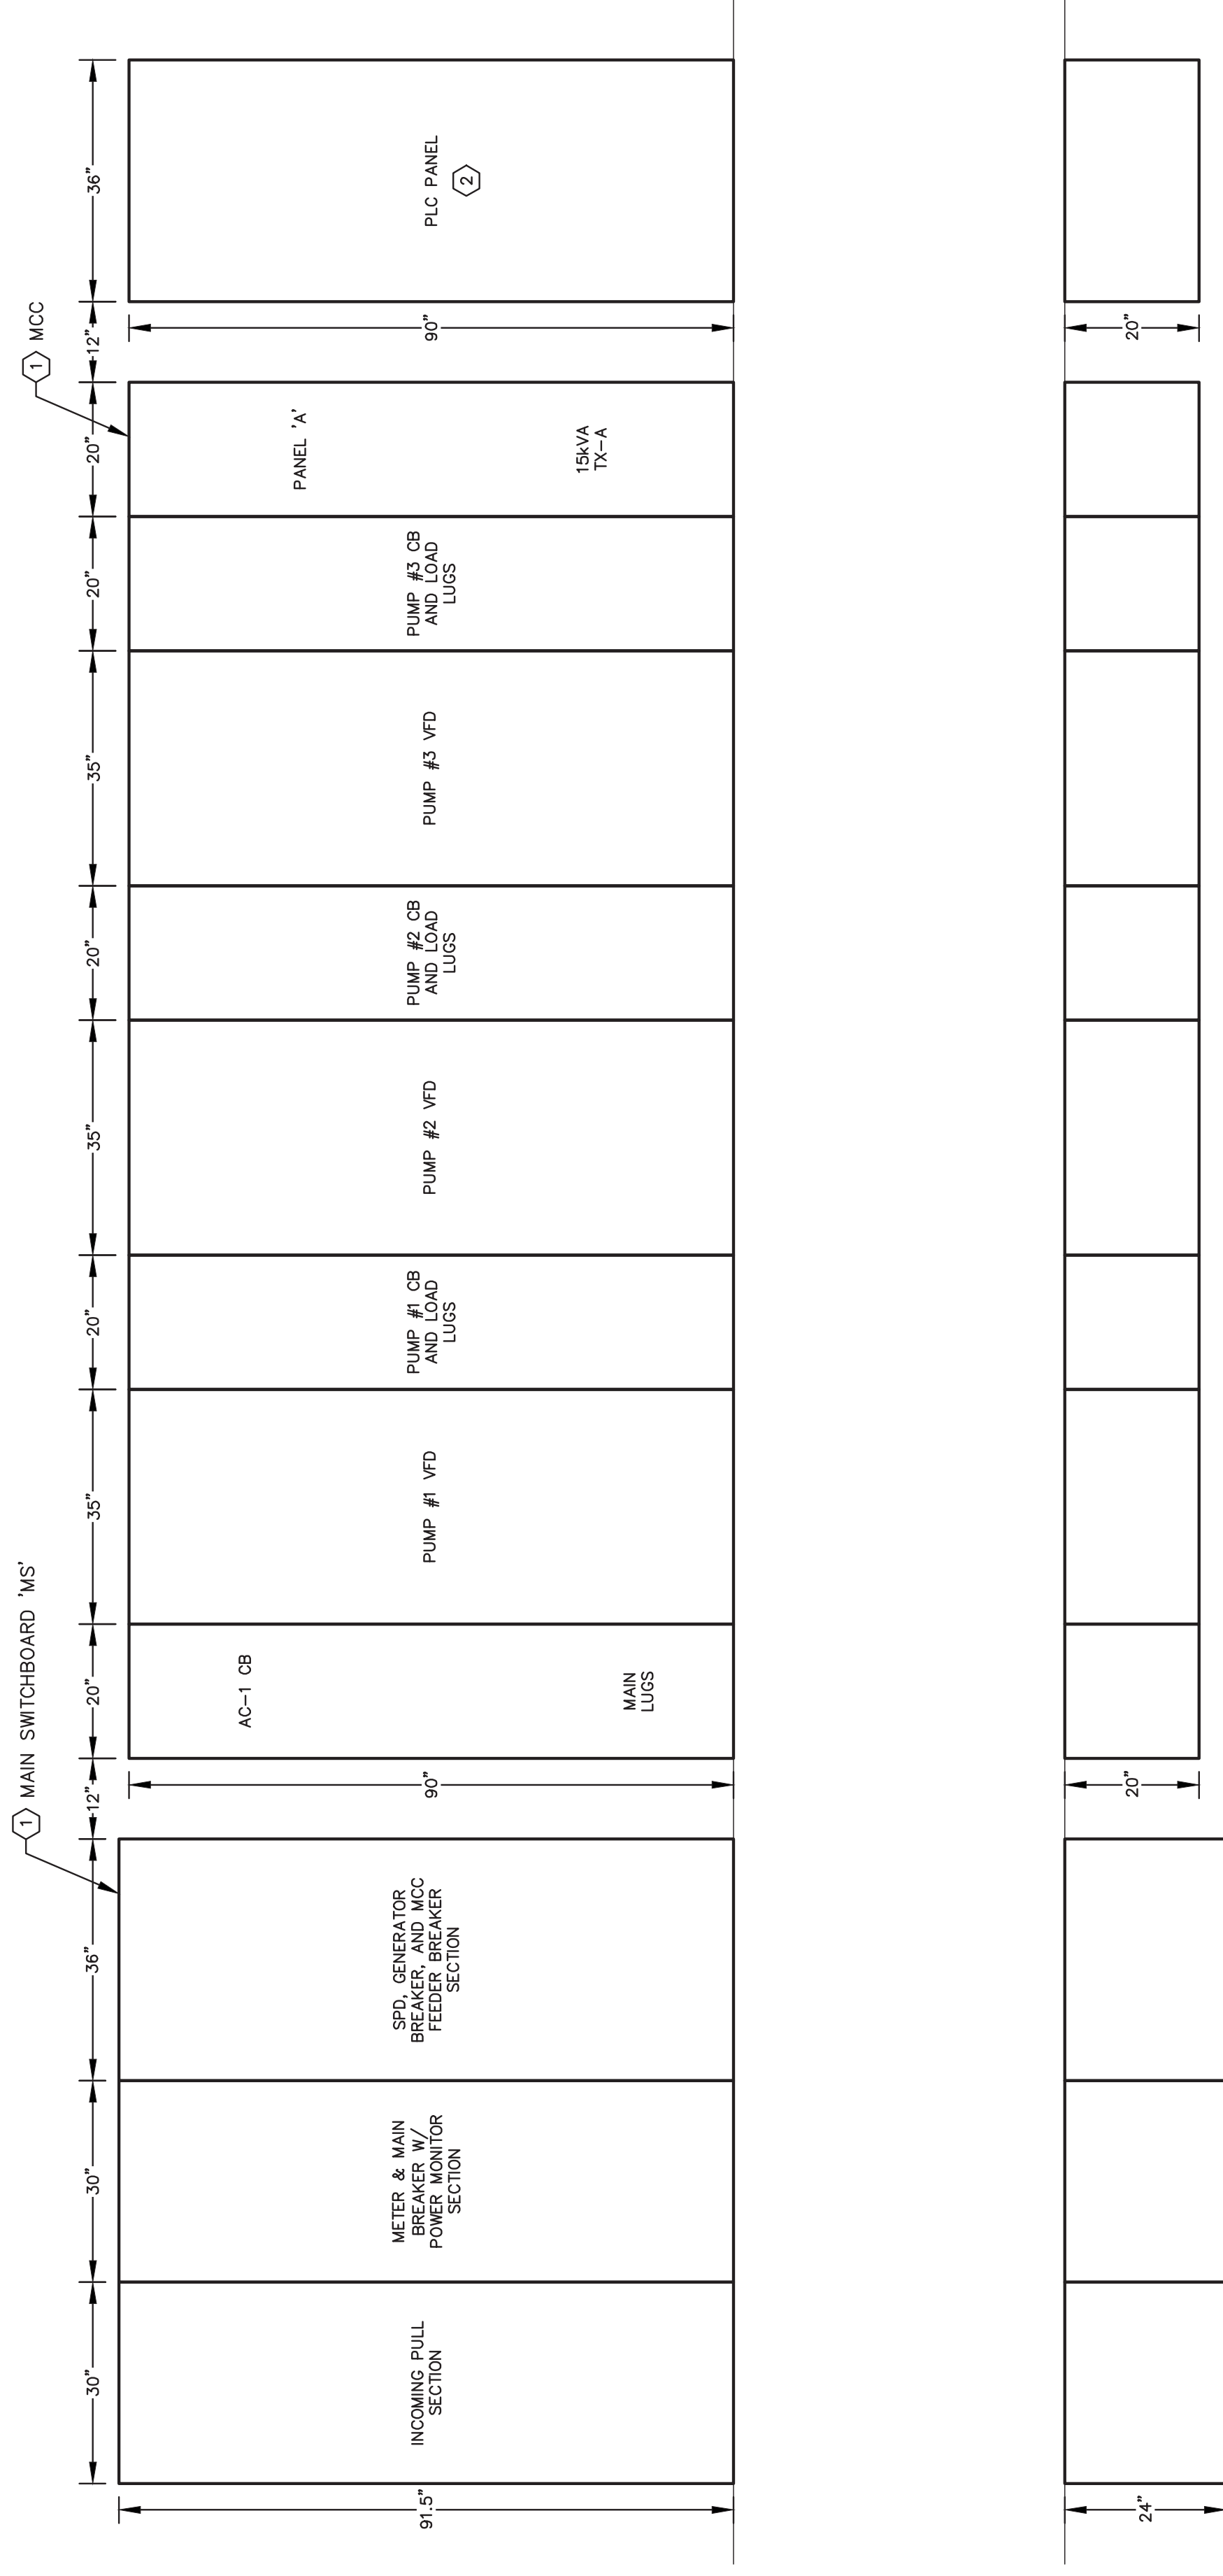 1 MAIN SWITCHBOARD 'MS'
1 MCC
30"
30"
36"
12"
20"
35"
20"
35"
20"
35"
20"
20"
12"
36"
91.5"
INCOMING PULL
SECTION
METER & MAIN
BREAKER W/
POWER MONITOR
SECTION
SPD, GENERATOR
BREAKER, AND MCC
FEEDER BREAKER
SECTION
90"
AC-1 CB
MAIN
LUGS
PUMP #1 VFD
PUMP #1 CB
AND LOAD
LUGS
PUMP #2 VFD
PUMP #2 CB
AND LOAD
LUGS
PUMP #3 VFD
PUMP #3 CB
AND LOAD
LUGS
PANEL 'A'
15kVA
TX-A
90"
PLC PANEL
2
24"
20"
20"